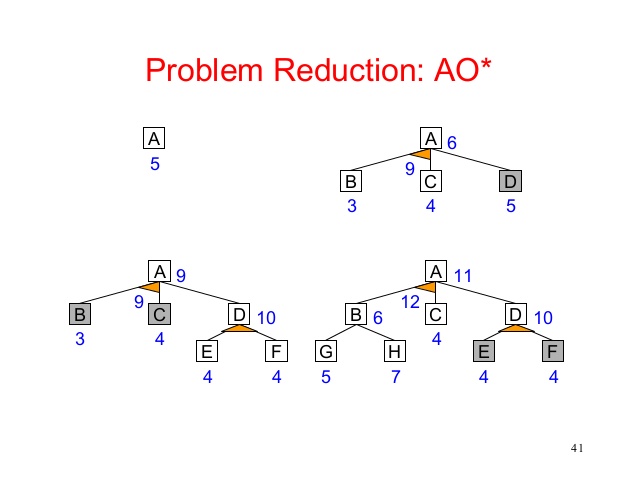 Problem Reduction: AO*
A
5
A 6
9
B C D
3 4 5
A 9
9
B C D 10
3 4
E F
4 4
A 11
12
B 6 C D 10
4
G H E F
5 7 4 4
41